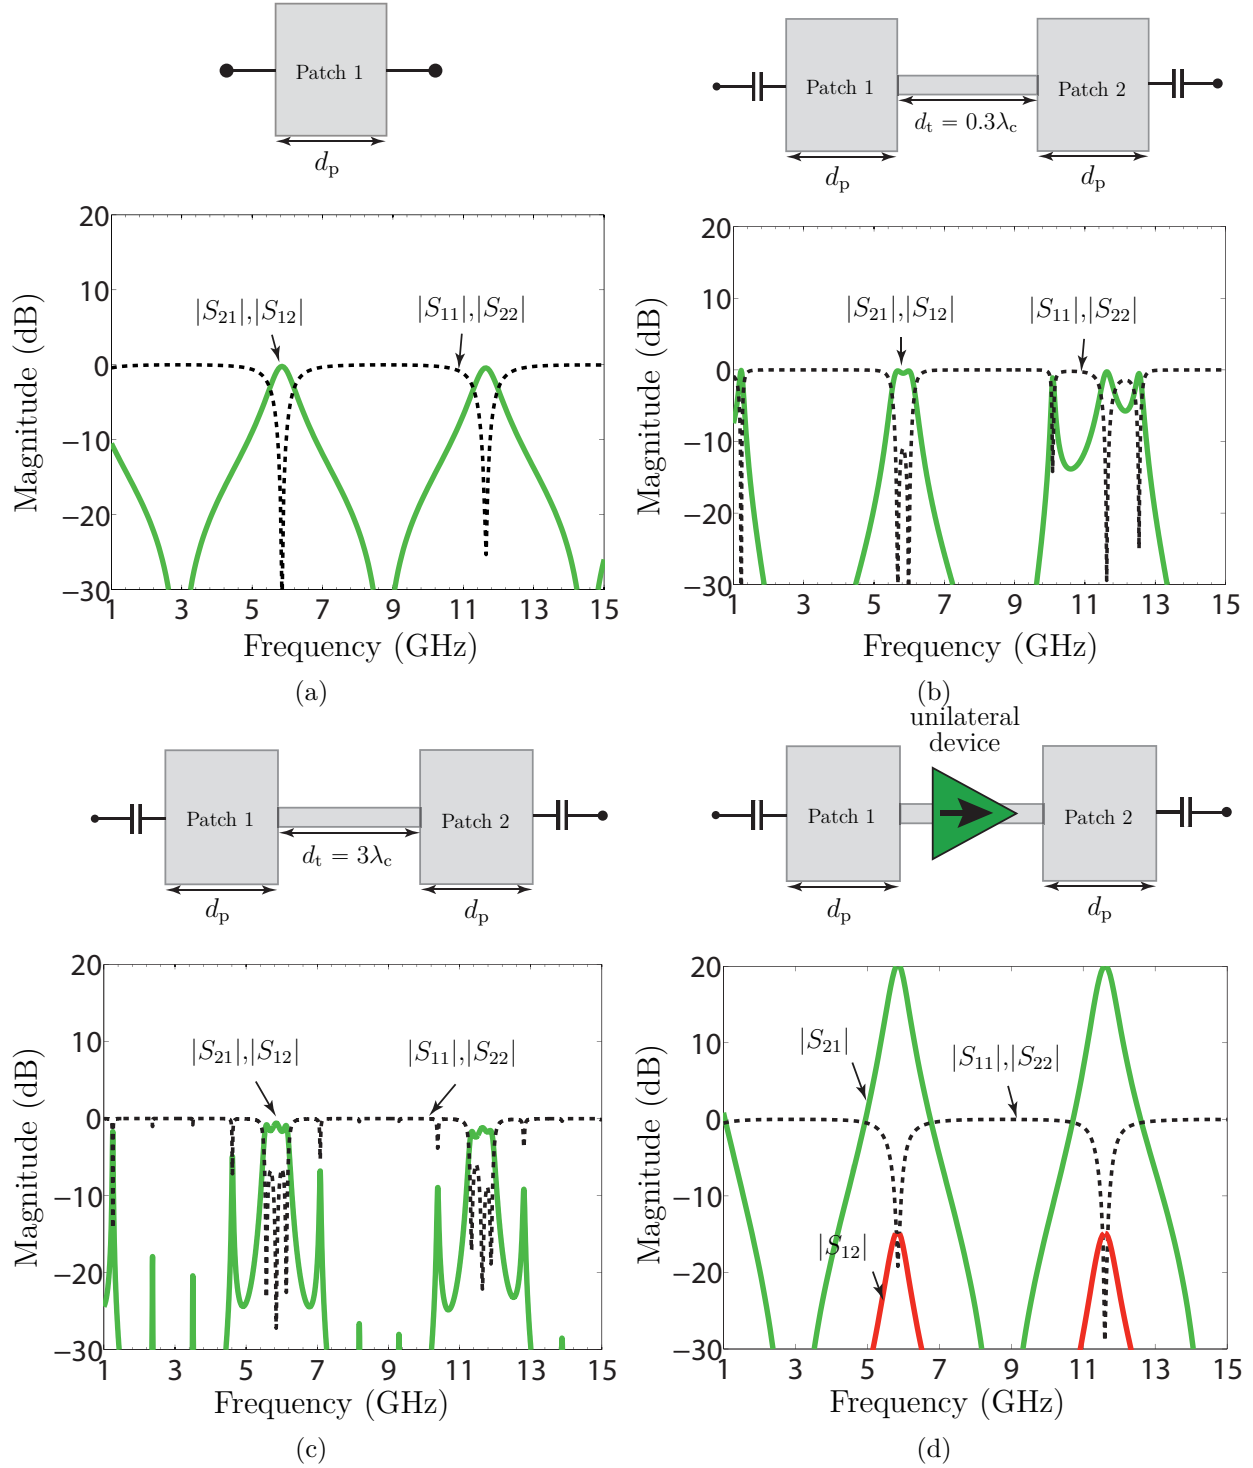 Patch 1
d_p
20
10
0
−10
−20
−30
1 3 5 7 9 11 13 15
Magnitude (dB)
|S_21|,|S_12|
|S_11|,|S_22|
Frequency (GHz)
(a)
Patch 1
Patch 2
d_t = 0.3λ_c
d_p
d_p
20
10
0
−10
−20
−30
1 3 5 7 9 11 13 15
Magnitude (dB)
|S_21|,|S_12|
|S_11|,|S_22|
Frequency (GHz)
(b)
Patch 1
Patch 2
d_t = 3λ_c
d_p
d_p
20
10
0
−10
−20
−30
1 3 5 7 9 11 13 15
Magnitude (dB)
|S_21|,|S_12|
|S_11|,|S_22|
Frequency (GHz)
(c)
unilateral
device
Patch 1
Patch 2
d_p
d_p
20
10
0
−10
−20
−30
1 3 5 7 9 11 13 15
Magnitude (dB)
|S_21|
|S_11|,|S_22|
|S_12|
Frequency (GHz)
(d)